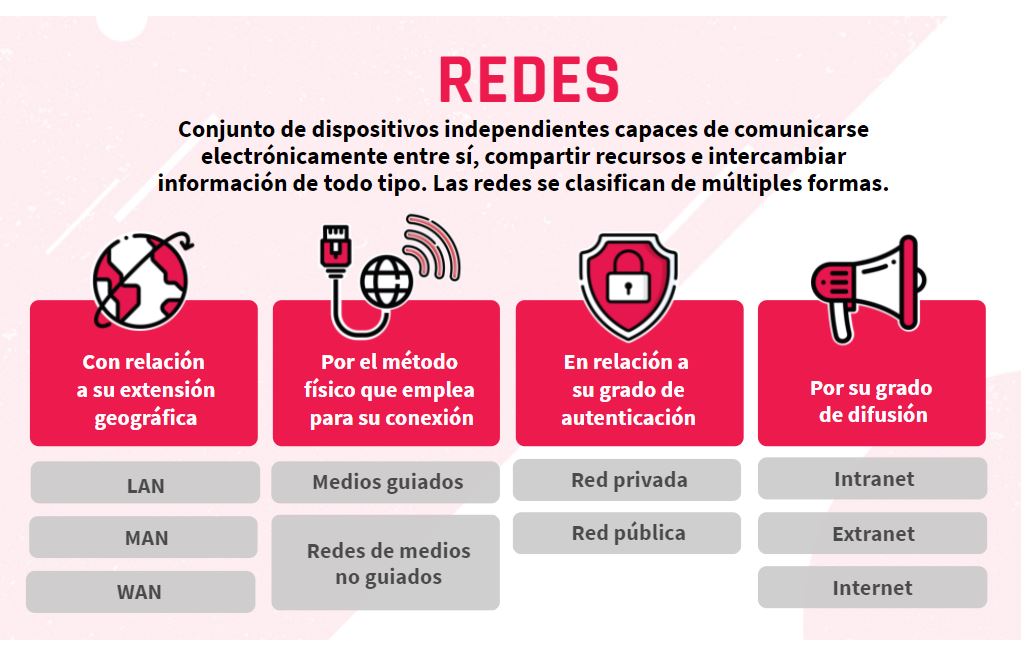 REDES
Conjunto de dispositivos independientes capaces de comunicarse
electrónicamente entre sí, compartir recursos e intercambiar
información de todo tipo. Las redes se clasifican de múltiples formas.
Con relación
a su extensión
geográfica
LAN
MAN
WAN
Por el método
físico que emplea
para su conexión
Medios guiados
Redes de medios
no guiados
En relación a
su grado de
autenticación
Red privada
Red pública
Por su grado
de difusión
Intranet
Extranet
Internet